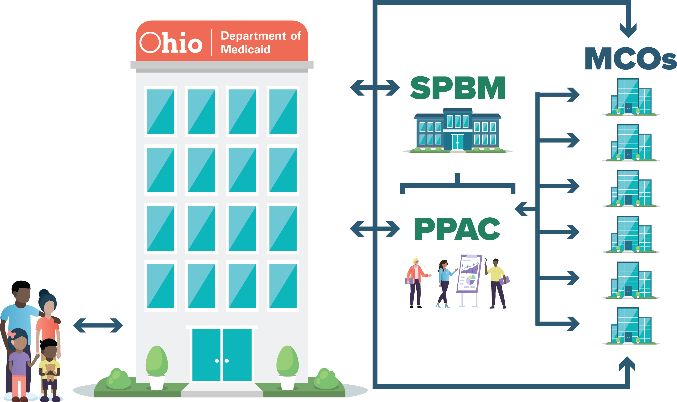 Ohio
Department of
Medicaid
MCOs
SPBM
PPAC